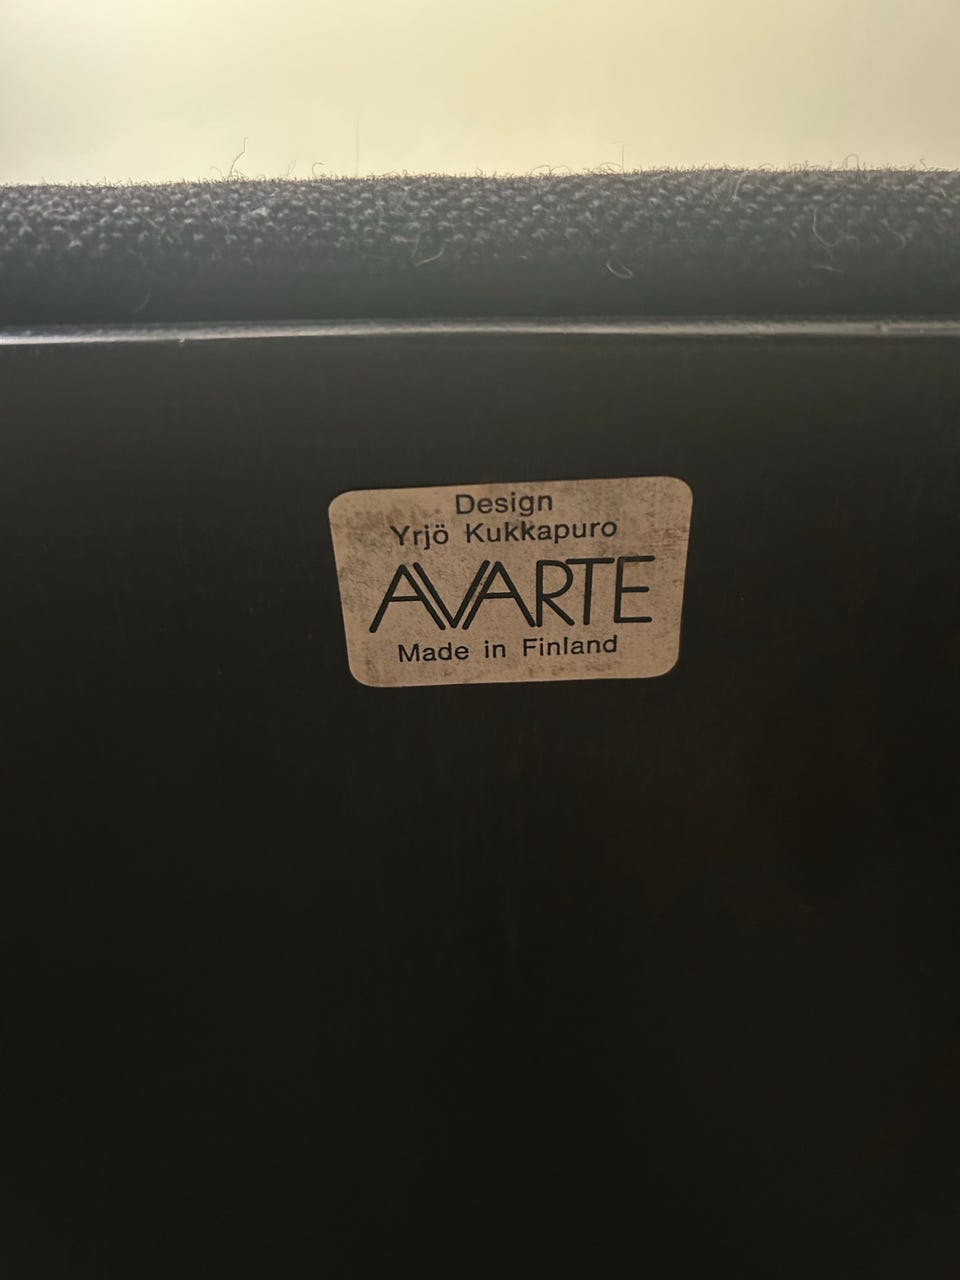 Design
Yrjö Kukkapuro
AVARTE
Made in Finland